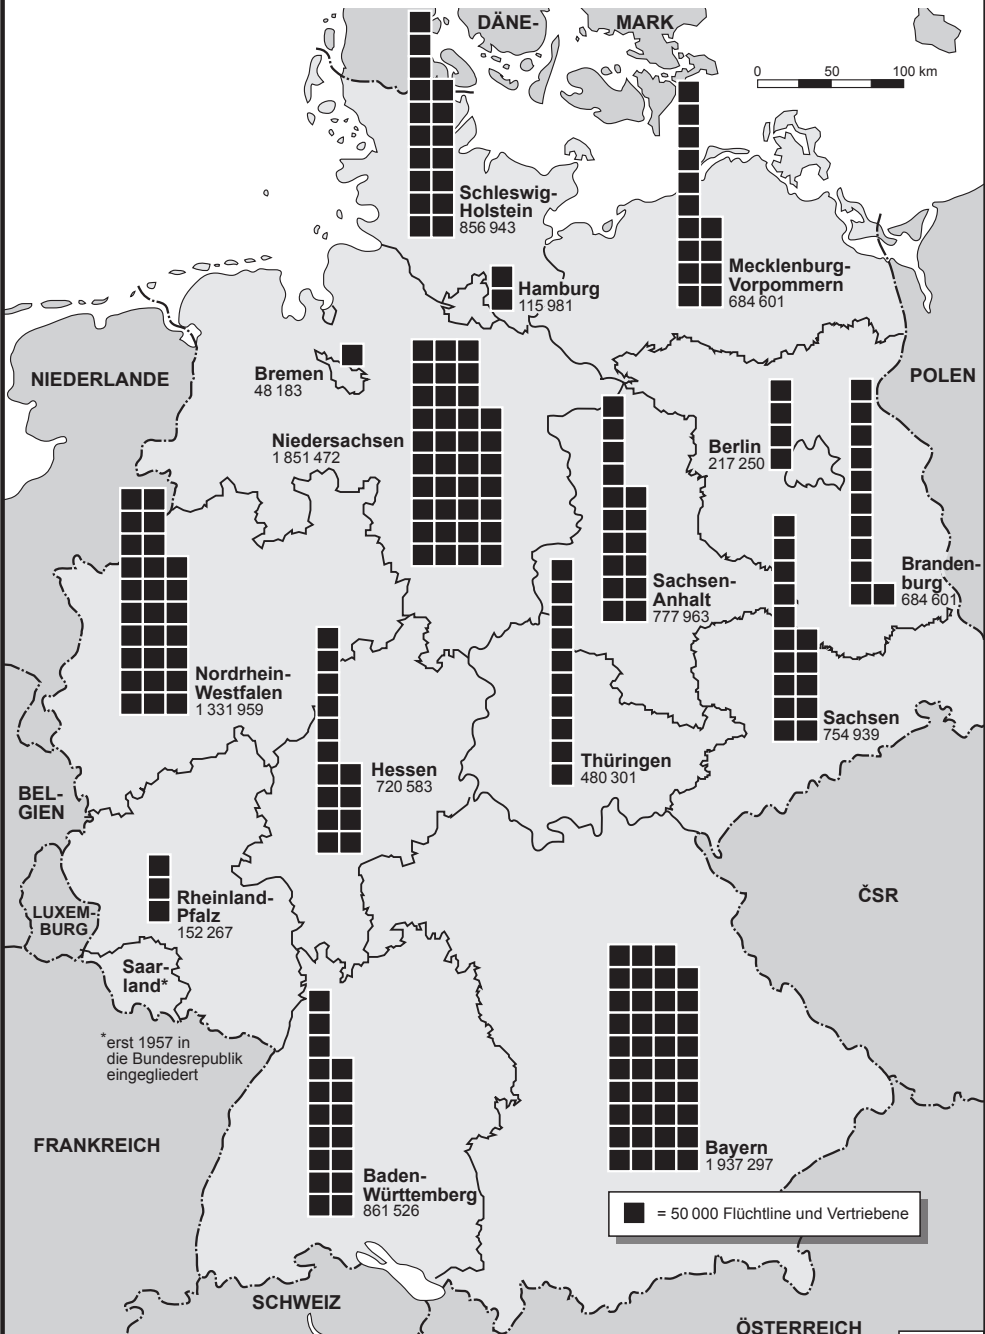 DÄNE-
MARK
0 50 100 km
Schleswig-
Holstein
856 943
Mecklenburg-
Vorpommern
684 601
Hamburg
115 981
NIEDERLANDE
Bremen
48 183
POLEN
Niedersachsen
1 851 472
Berlin
217 250
Branden-
burg
684 601
Sachsen-
Anhalt
777 963
Nordrhein-
Westfalen
1 331 959
Sachsen
754 939
Thüringen
480 301
Hessen
720 583
BEL-
GIEN
ČSR
Rheinland-
Pfalz
152 267
LUXEM-
BURG
Saar-
land*
*erst 1957 in
die Bundesrepublik
eingegliedert
FRANKREICH
Bayern
1 937 297
Baden-
Württemberg
861 526
= 50 000 Flüchtline und Vertriebene
SCHWEIZ
ÖSTERREICH